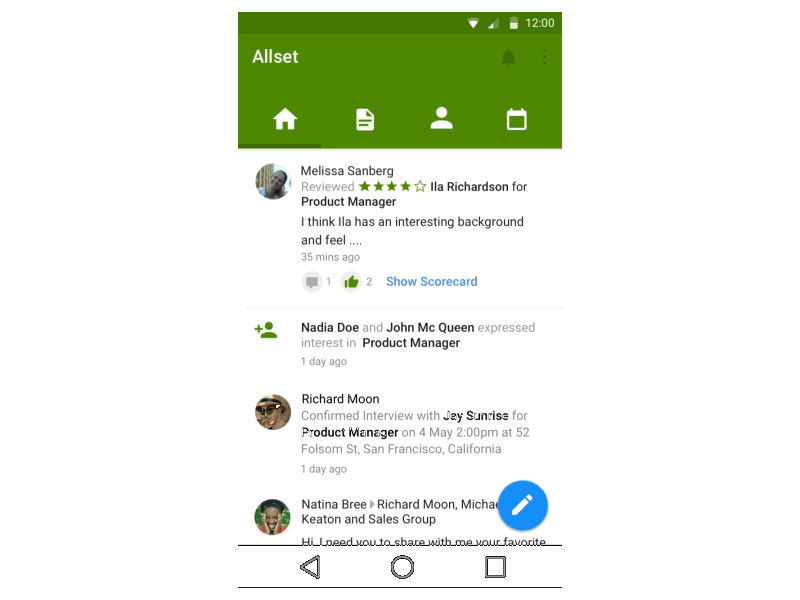 12:00
Allset
Melissa Sanberg
Reviewed ★★★★☆ Ila Richardson for
Product Manager
I think Ila has an interesting background
and feel ....
35 mins ago
1 2 Show Scorecard
Nadia Doe and John Mc Queen expressed
interest in Product Manager
1 day ago
Richard Moon
Confirmed Interview with Jay Sunrise for
Product Manager on 4 May 2:00pm at 52
Folsom St, San Francisco, California
1 day ago
Natina Bree Richard Moon, Michae
Keaton and Sales Group
Hi, I need you to share with me your favorite